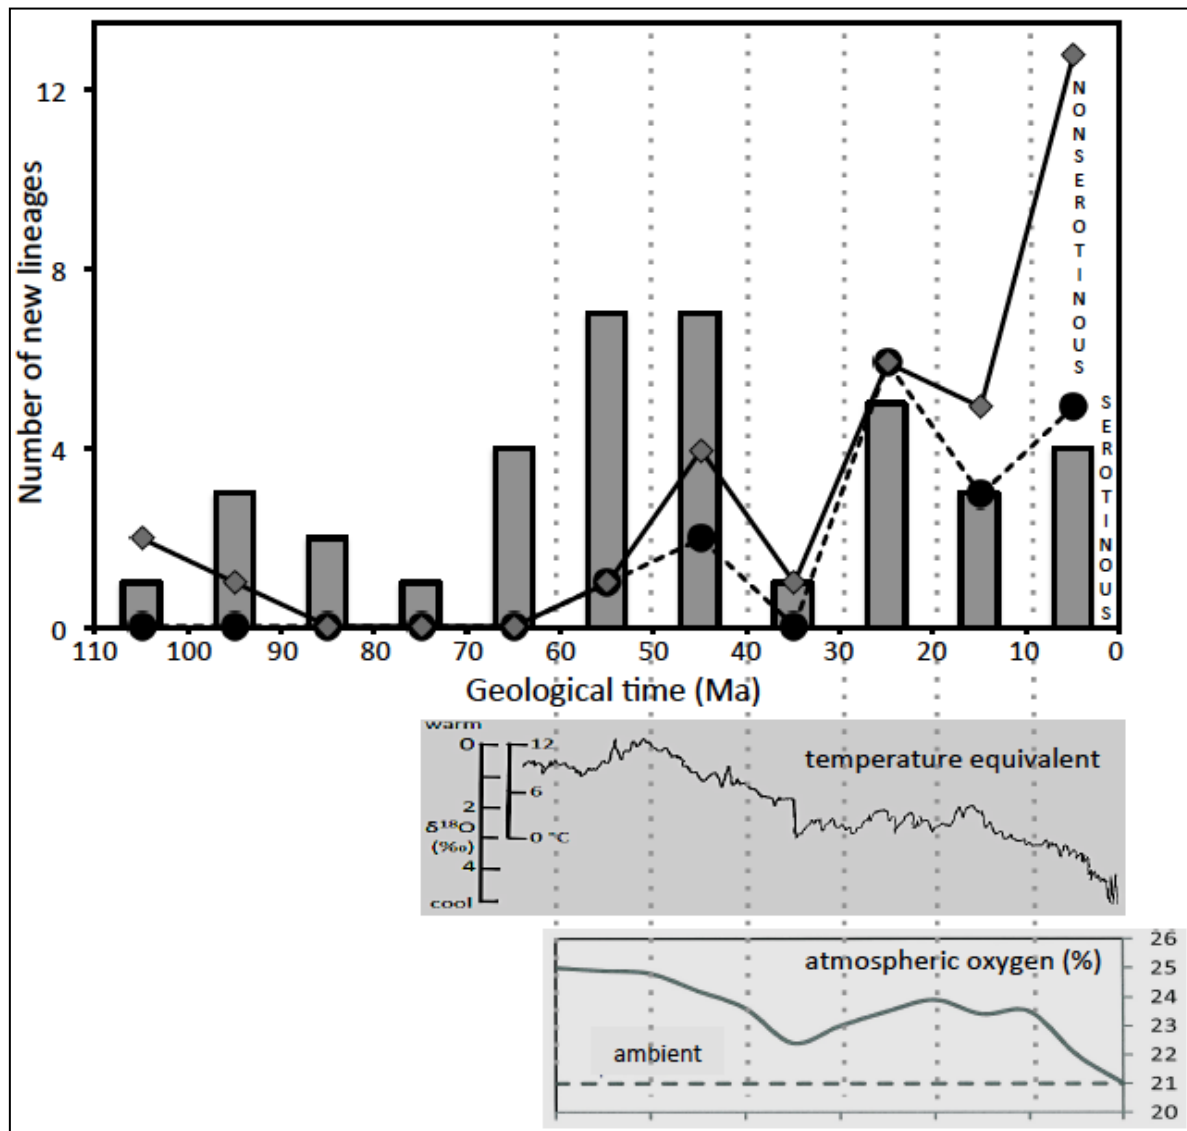 12
8
4
0
Number of new lineages
NONSEROTINOUS
SEROTINOUS
110 100 90 80 70 60 50 40 30 20 10 0
Geological time (Ma)
warm
0
2
δ18O
(‰)
4
cool
12
6
0 °C
temperature equivalent
atmospheric oxygen (%)
ambient
26
25
24
23
22
21
20